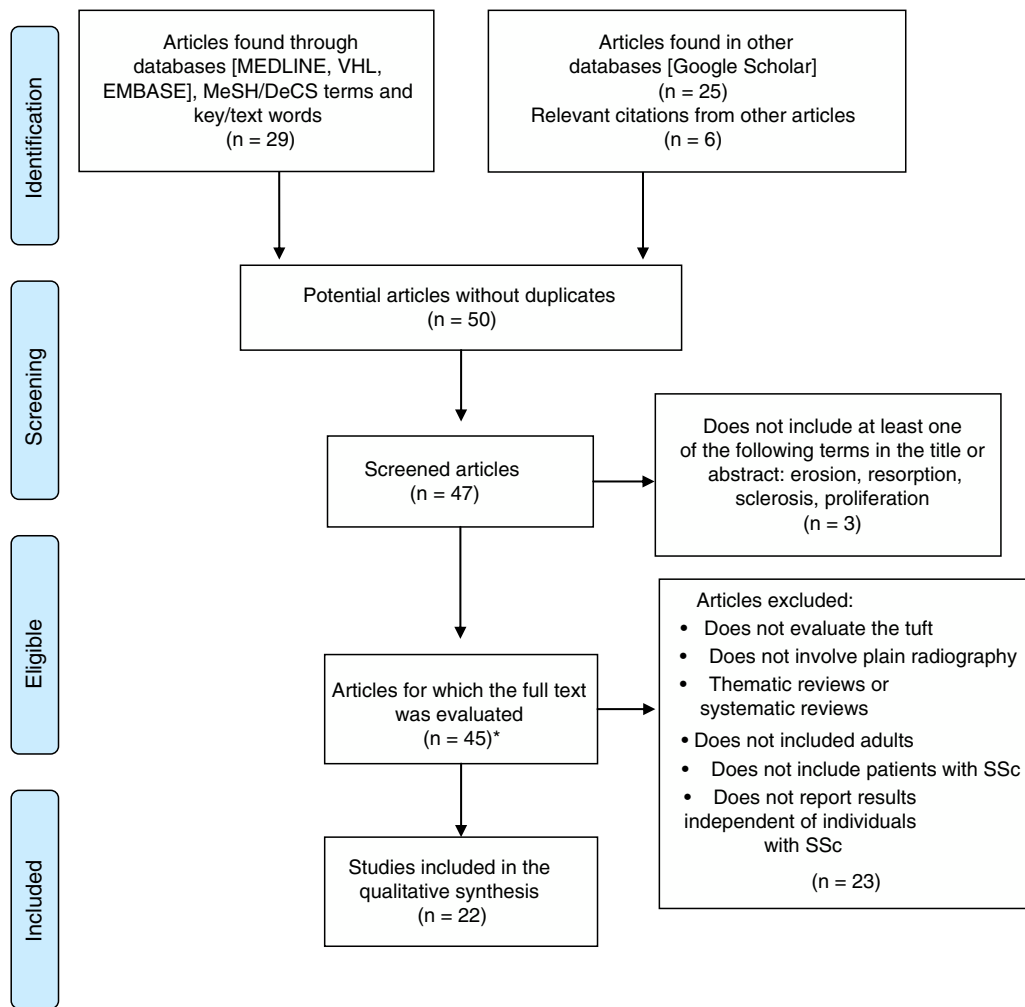 Identification
Articles found through
databases [MEDLINE, VHL,
EMBASE], MeSH/DeCS terms and
key/text words
(n = 29)
Articles found in other
databases [Google Scholar]
(n = 25)
Relevant citations from other articles
(n = 6)
Screening
Potential articles without duplicates
(n = 50)
Screened articles
(n = 47)
Does not include at least one
of the following terms in the title or
abstract: erosion, resorption,
sclerosis, proliferation
(n = 3)
Eligible
Articles for which the full text
was evaluated
(n = 45)*
Articles excluded:
• Does not evaluate the tuft
• Does not involve plain radiography
• Thematic reviews or
systematic reviews
• Does not included adults
• Does not include patients with SSc
• Does not report results
independent of individuals
with SSc
(n = 23)
Included
Studies included in the
qualitative synthesis
(n = 22)